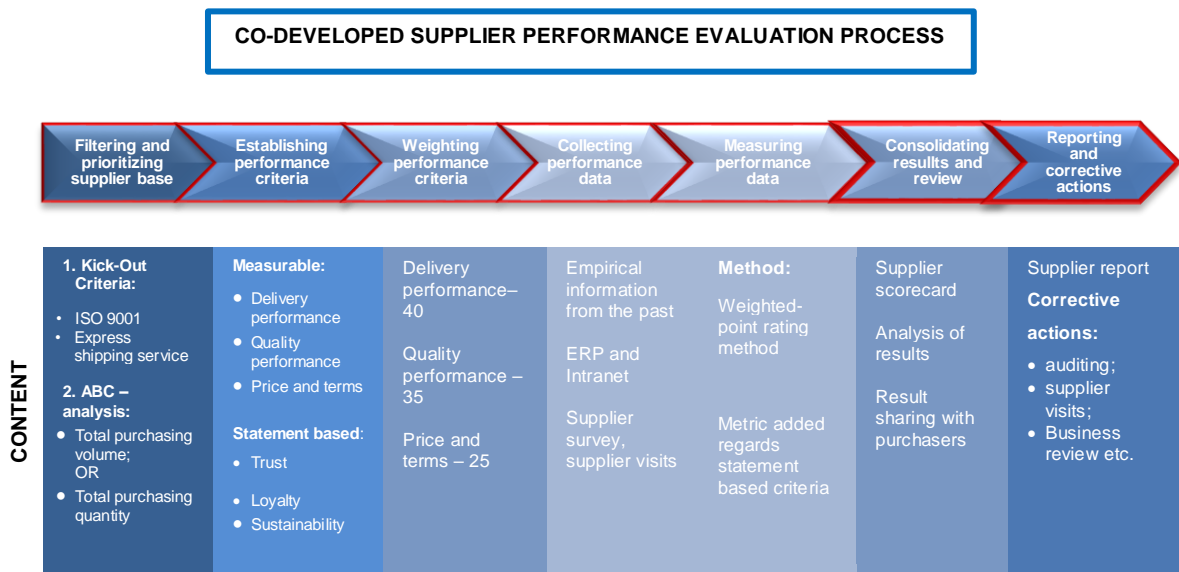 CO-DEVELOPED SUPPLIER PERFORMANCE EVALUATION PROCESS
Filtering and
prioritizing
supplier base
Establishing
performance
criteria
Weighting
performance
criteria
Collecting
performance
data
Measuring
performance
data
Consolidating
resullts and
review
Reporting
and
corrective
actions
CONTENT
1. Kick-Out
Criteria:
• ISO 9001
• Express
shipping service
2. ABC –
analysis:
• Total purchasing
volume;
OR
• Total purchasing
quantity
Measurable:
• Delivery
performance
• Quality
performance
• Price and terms
Statement based:
• Trust
• Loyalty
• Sustainability
Delivery
performance–
40
Quality
performance –
35
Price and
terms – 25
Empirical
information
from the past
ERP and
Intranet
Supplier
survey,
supplier visits
Method:
Weighted-
point rating
method
Metric added
regards
statement
based criteria
Supplier
scorecard
Analysis of
results
Result
sharing with
purchasers
Supplier report
Corrective
actions:
• auditing;
• supplier
visits;
• Business
review etc.